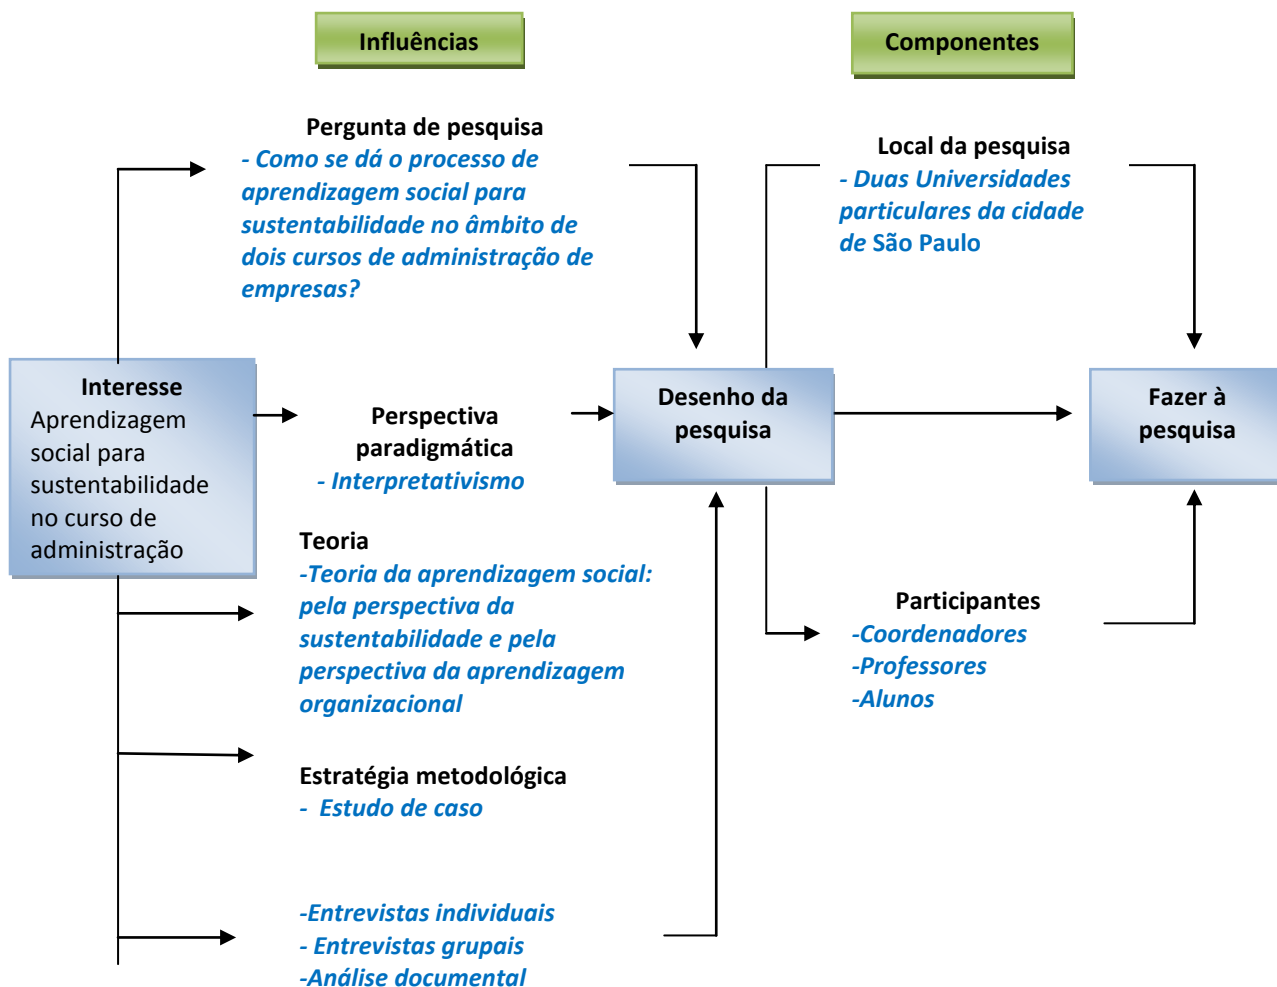 Influências
Componentes
Pergunta de pesquisa
- Como se dá o processo de
aprendizagem social para
sustentabilidade no âmbito de
dois cursos de administração de
empresas?
Local da pesquisa
- Duas Universidades
particulares da cidade
de São Paulo
Interesse
Aprendizagem
social para
sustentabilidade
no curso de
administração
Perspectiva
paradigmática
- Interpretativismo
Desenho da
pesquisa
Fazer à
pesquisa
Teoria
-Teoria da aprendizagem social:
pela perspectiva da
sustentabilidade e pela
perspectiva da aprendizagem
organizacional
Participantes
-Coordenadores
-Professores
-Alunos
Estratégia metodológica
- Estudo de caso
-Entrevistas individuais
- Entrevistas grupais
-Análise documental